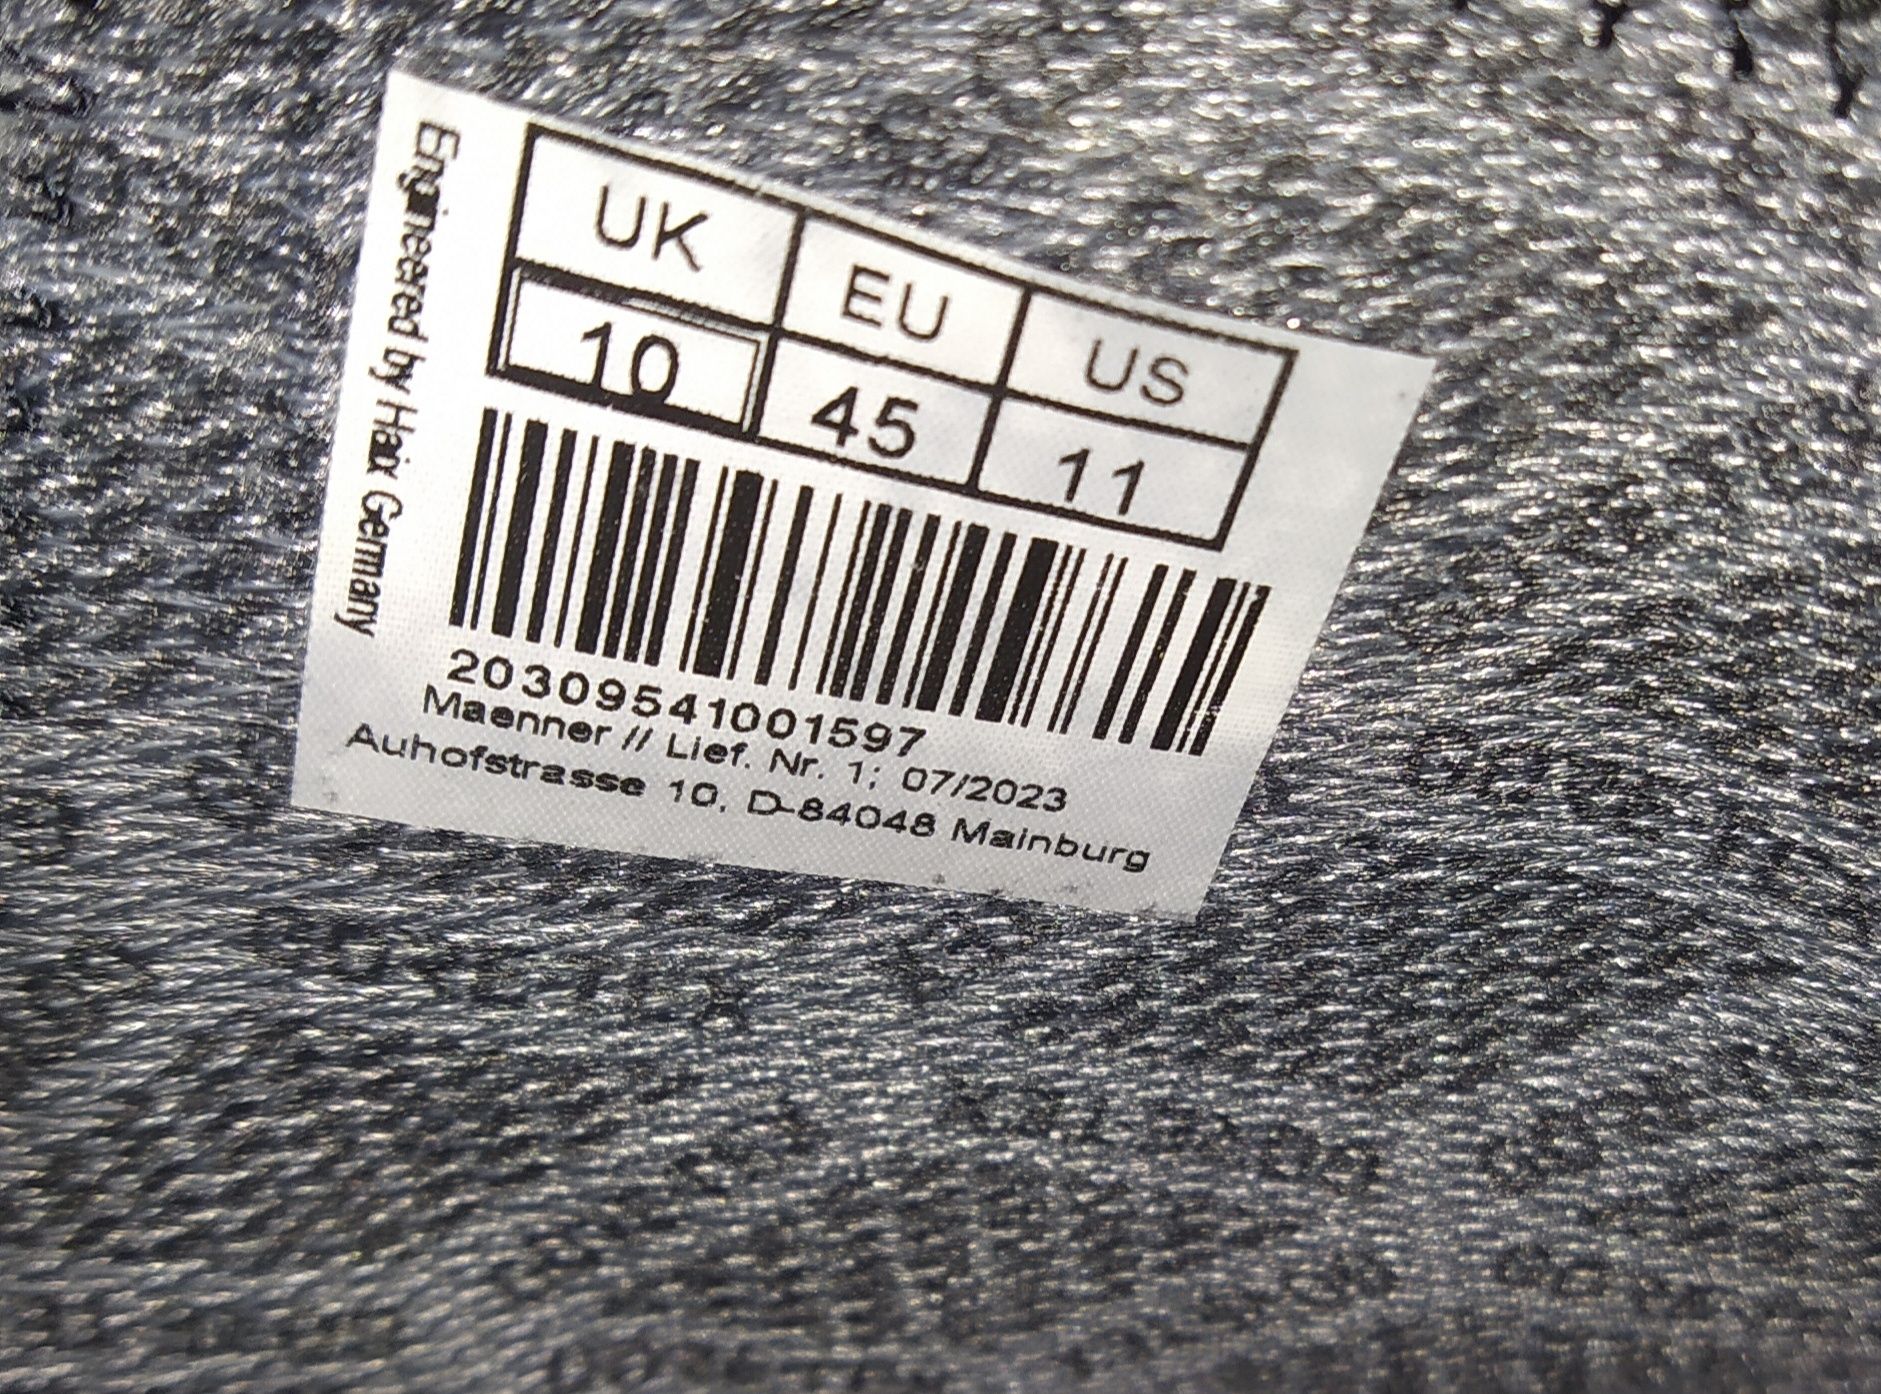 Engineered by Haix Germany
UK EU US
10 45 11
20309541001597
Maenner // Lief. Nr. 1; 07/2023
Auhofstrasse 10, D-84048 Mainburg